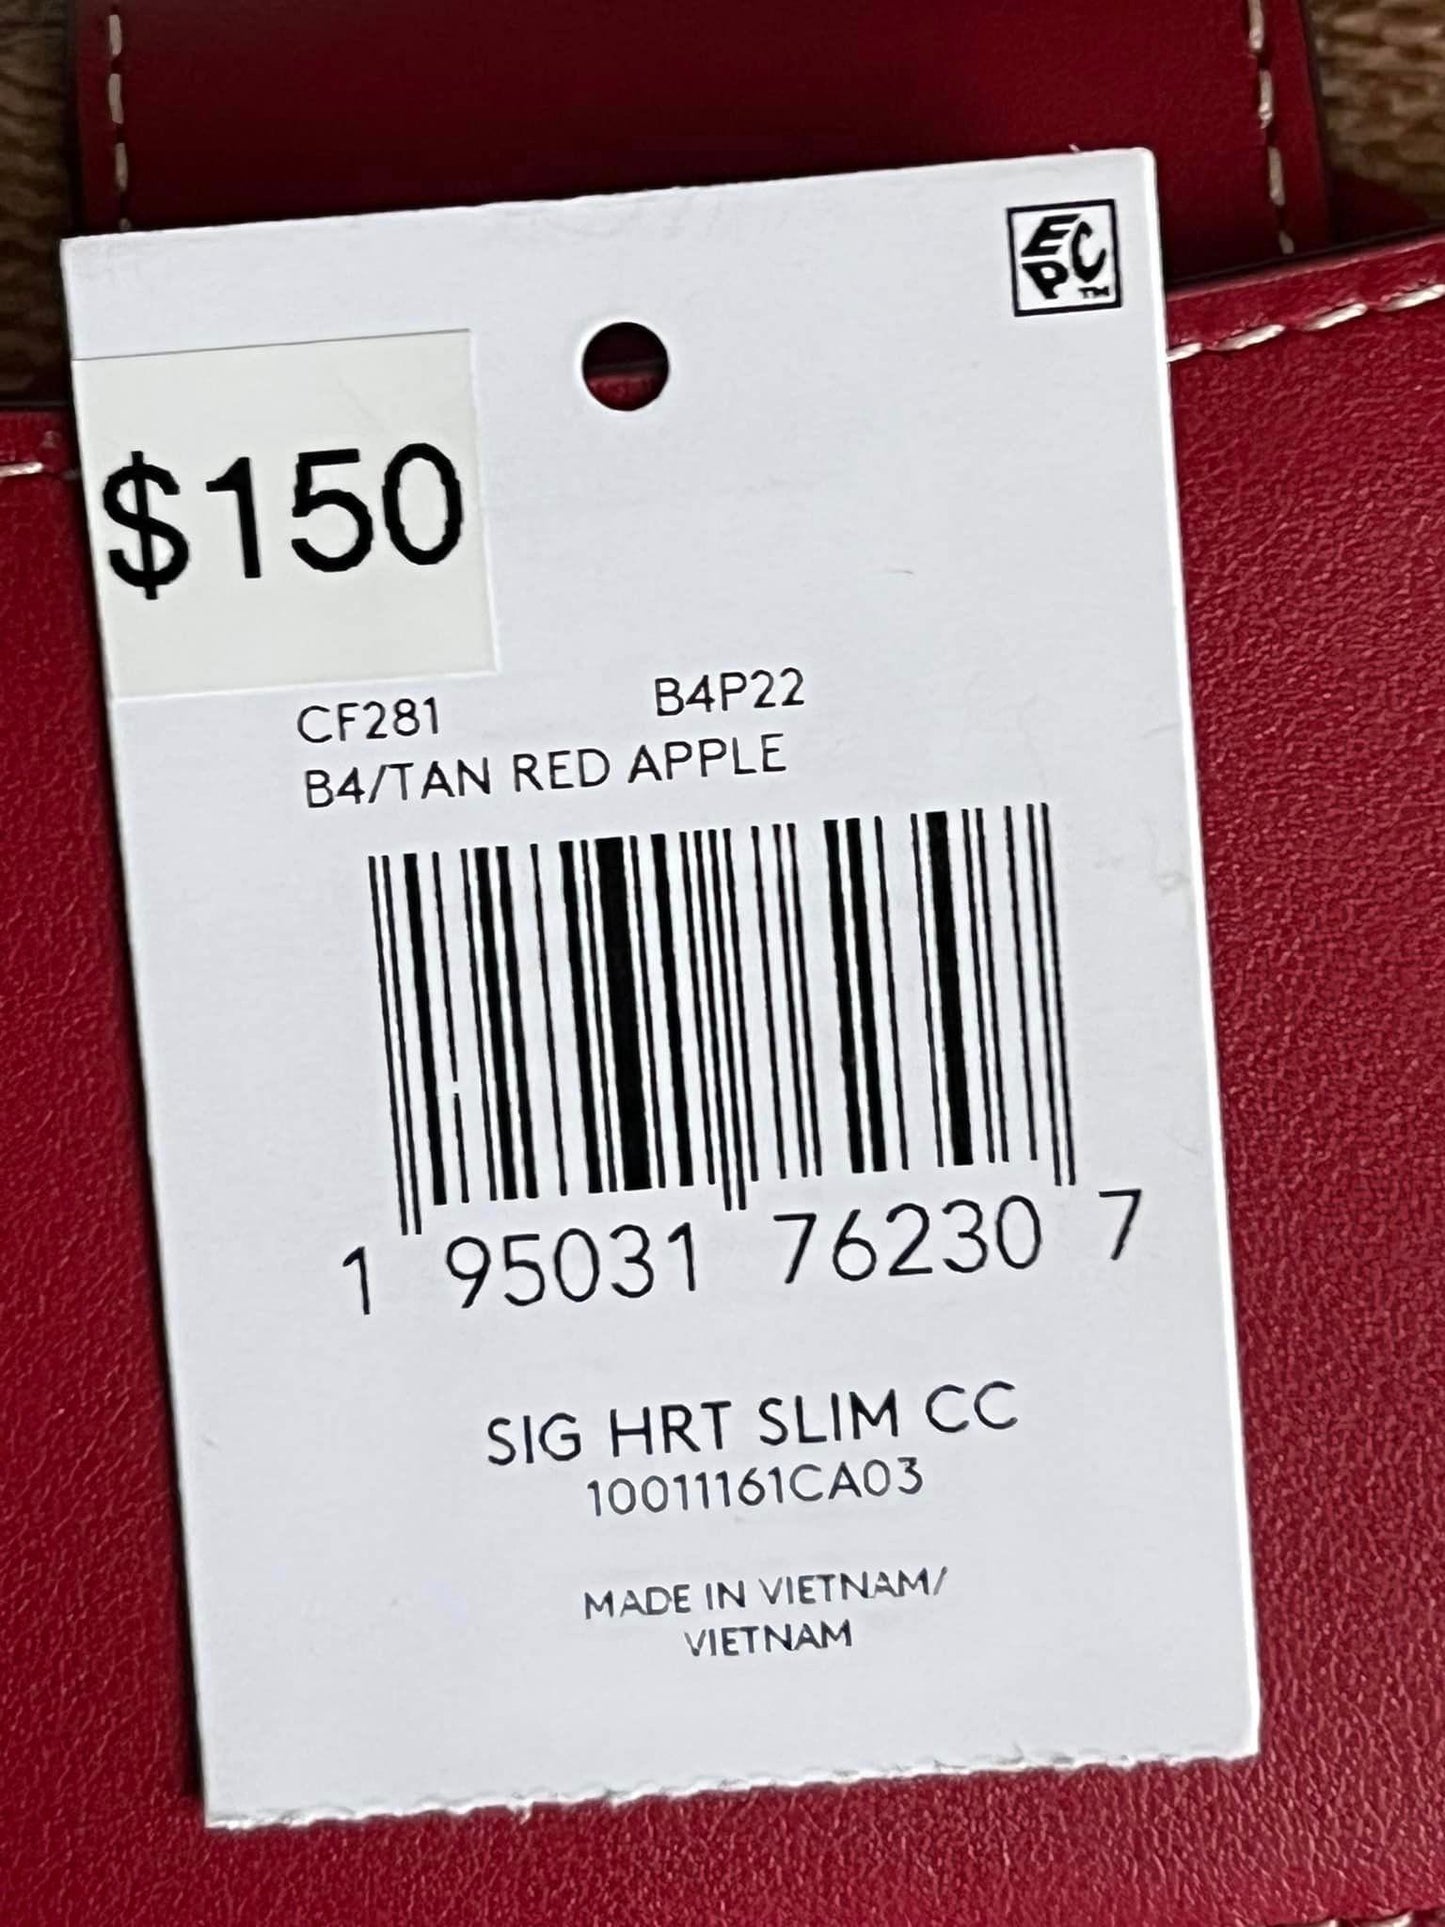 EPC™
$150
CF281 B4P22
B4/TAN RED APPLE
1 95031 76230 7
SIG HRT SLIM CC
10011161CA03
MADE IN VIETNAM/
VIETNAM